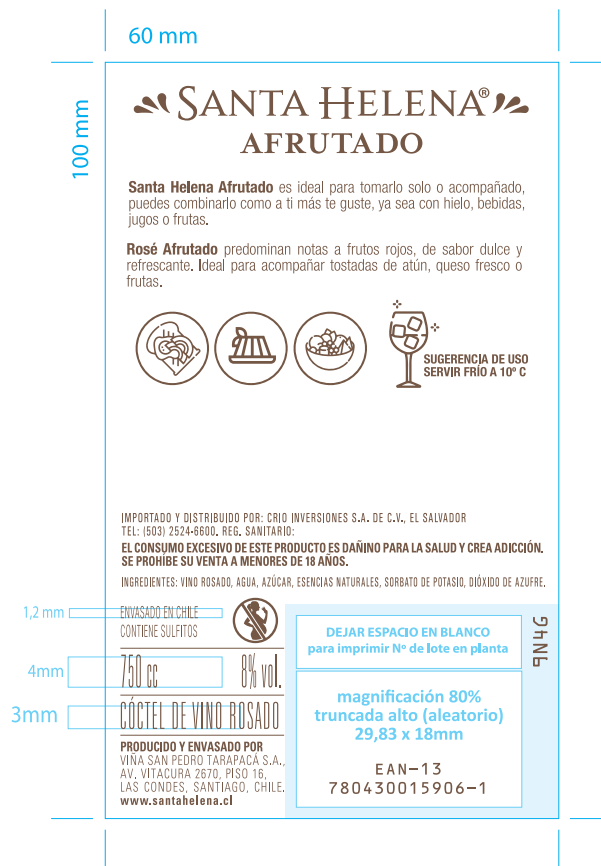 60 mm
100 mm
SANTA HELENA®
AFRUTADO
Santa Helena Afrutado es ideal para tomarlo solo o acompañado,
puedes combinarlo como a ti más te guste, ya sea con hielo, bebidas,
jugos o frutas.
Rosé Afrutado predominan notas a frutos rojos, de sabor dulce y
refrescante. Ideal para acompañar tostadas de atún, queso fresco o
frutas.
SUGERENCIA DE USO
SERVIR FRÍO A 10º C
IMPORTADO Y DISTRIBUIDO POR: CRIO INVERSIONES S.A. DE C.V., EL SALVADOR
TEL: (503) 2524-6600. REG. SANITARIO:
EL CONSUMO EXCESIVO DE ESTE PRODUCTO ES DAÑINO PARA LA SALUD Y CREA ADICCIÓN.
SE PROHÍBE SU VENTA A MENORES DE 18 AÑOS.
INGREDIENTES: VINO ROSADO, AGUA, AZÚCAR, ESENCIAS NATURALES, SORBATO DE POTASIO, DIÓXIDO DE AZUFRE.
1,2 mm
ENVASADO EN CHILE
CONTIENE SULFITOS
4mm
750 cc 8% vol.
3mm
CÓCTEL DE VINO ROSADO
PRODUCIDO Y ENVASADO POR
VIÑA SAN PEDRO TARAPACÁ S.A.,
AV. VITACURA 2670, PISO 16,
LAS CONDES, SANTIAGO, CHILE.
www.santahelena.cl
DEJAR ESPACIO EN BLANCO
para imprimir Nº de lote en planta
magnificación 80%
truncada alto (aleatorio)
29,83 x 18mm
EAN-13
780430015906-1